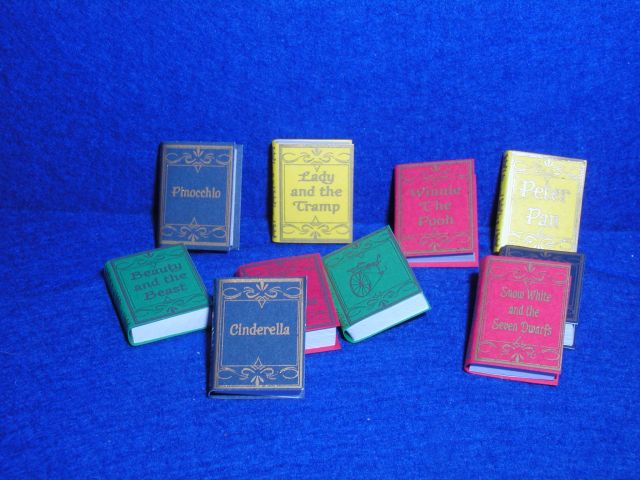 Pinocchio
Lady
and the
Tramp
Winnie
The
Pooh
Peter
Pan
Beauty
and the
Beast
Cinderella
Snow White
and the
Seven Dwarfs